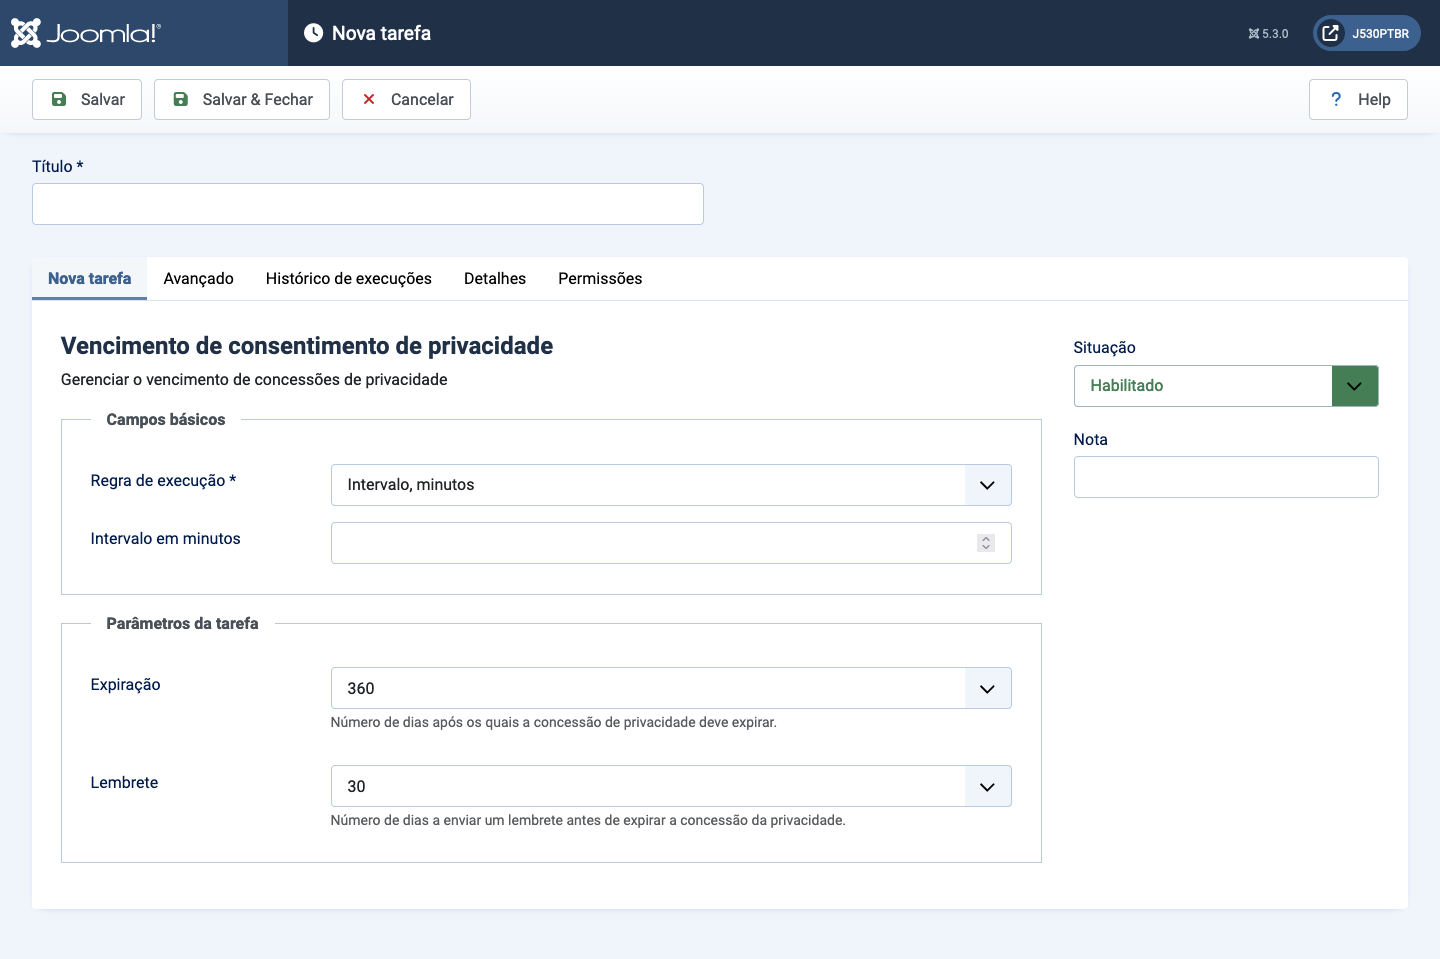 Joomla!®
Nova tarefa
5.3.0
J530PTBR
Salvar
Salvar & Fechar
Cancelar
? Help
Título *
Nova tarefa
Avançado
Histórico de execuções
Detalhes
Permissões
Vencimento de consentimento de privacidade
Gerenciar o vencimento de concessões de privacidade
Campos básicos
Regra de execução *
Intervalo, minutos
Intervalo em minutos
Parâmetros da tarefa
Expiração
360
Número de dias após os quais a concessão de privacidade deve expirar.
Lembrete
30
Número de dias a enviar um lembrete antes de expirar a concessão da privacidade.
Situação
Habilitado
Nota